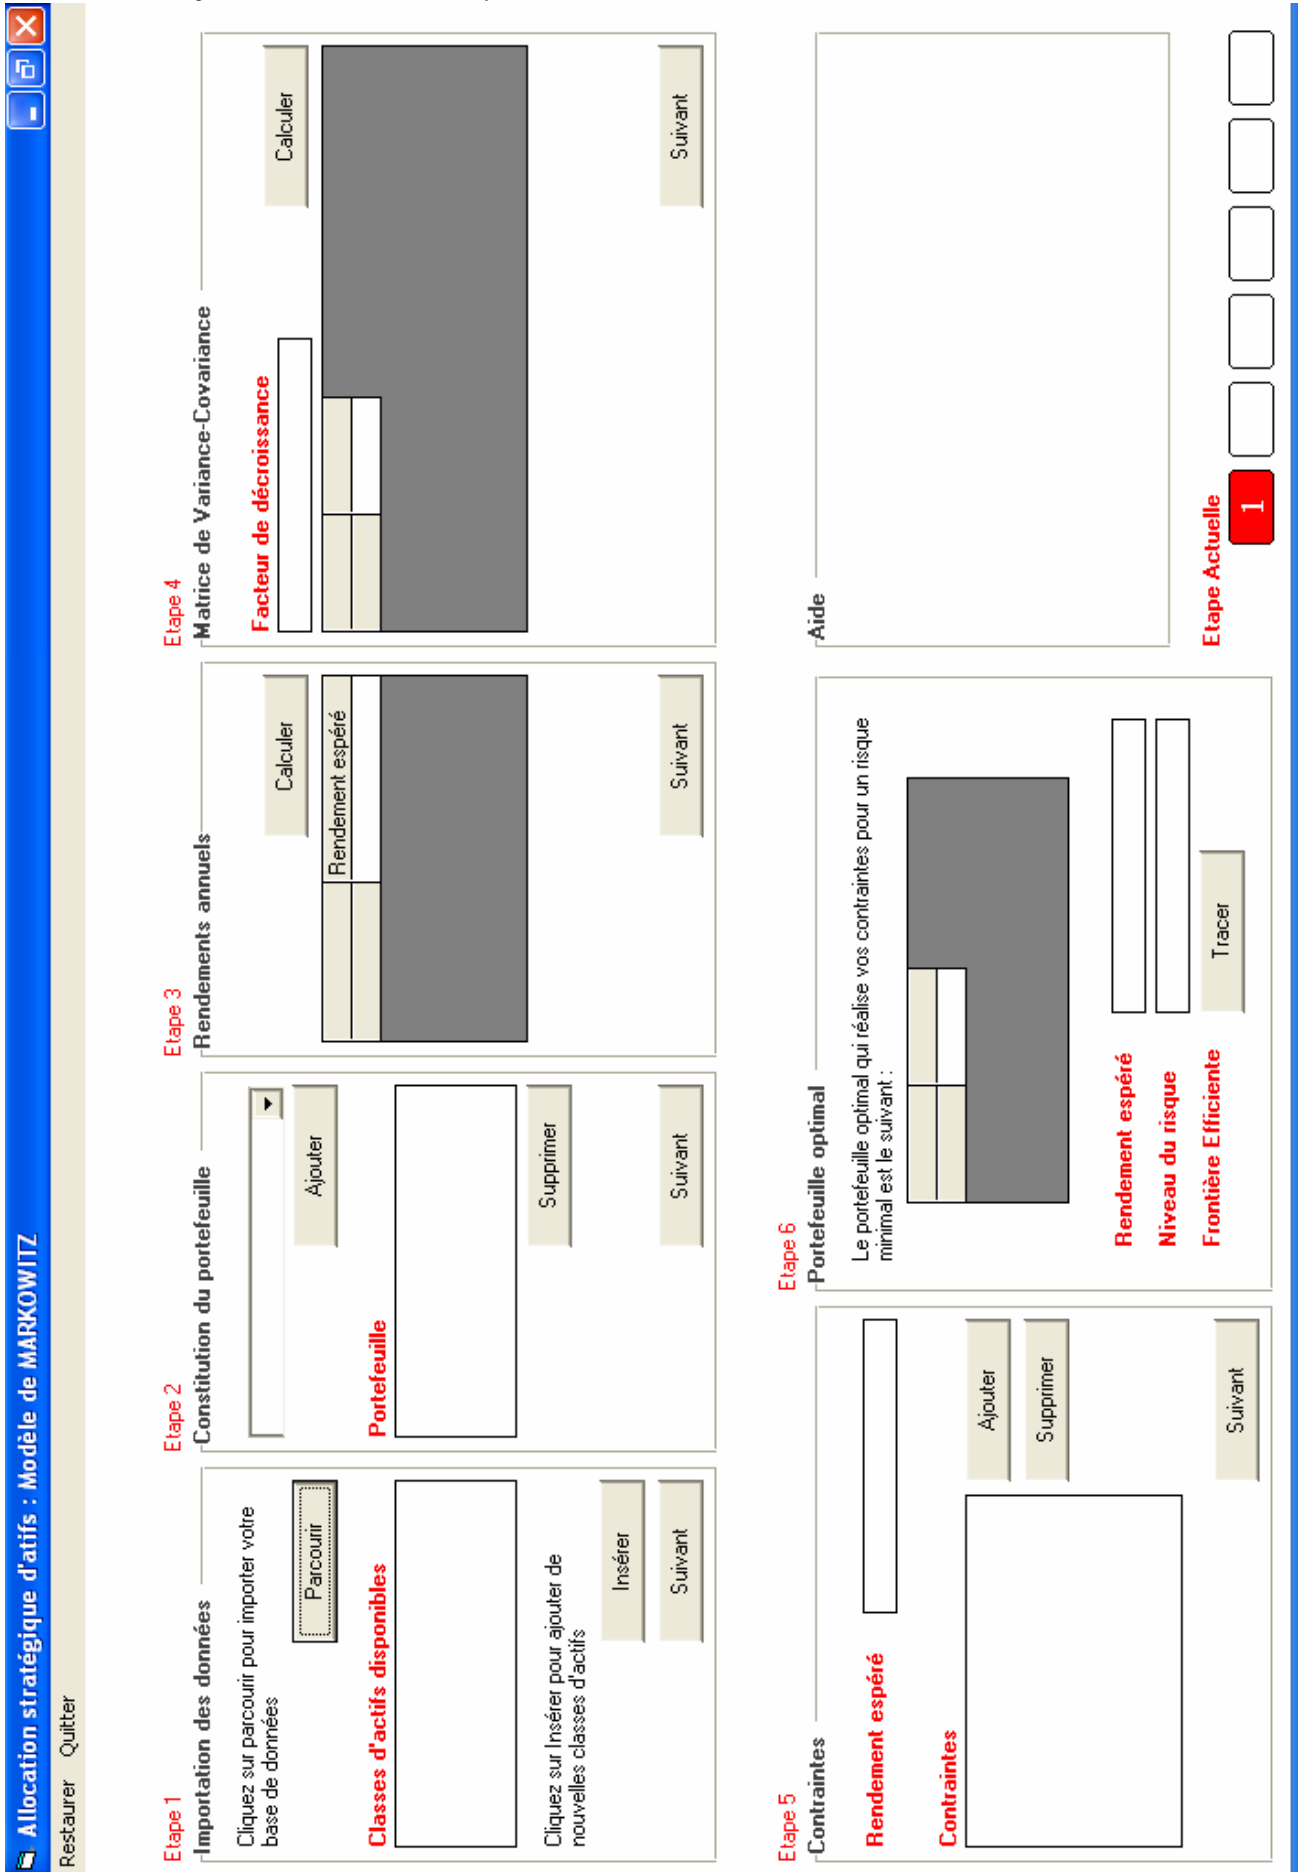 Allocation stratégique d'atifs : Modèle de MARKOWITZ
Restaurer Quitter
Etape 1
Importation des données
Cliquez sur parcourir pour importer votre
base de données
Parcourir
Classes d'actifs disponibles
Cliquez sur Insérer pour ajouter de
nouvelles classes d'actifs
Insérer
Suivant
Etape 2
Constitution du portefeuille
Ajouter
Portefeuille
Supprimer
Suivant
Etape 3
Rendements annuels
Calculer
Rendement espéré
Suivant
Etape 4
Matrice de Variance-Covariance
Facteur de décroissance
Calculer
Suivant
Etape 5
Contraintes
Rendement espéré
Contraintes
Ajouter
Supprimer
Suivant
Etape 6
Portefeuille optimal
Le portefeuille optimal qui réalise vos contraintes pour un risque
minimal est le suivant :
Rendement espéré
Niveau du risque
Frontière Efficiente
Tracer
Aide
Etape Actuelle
1